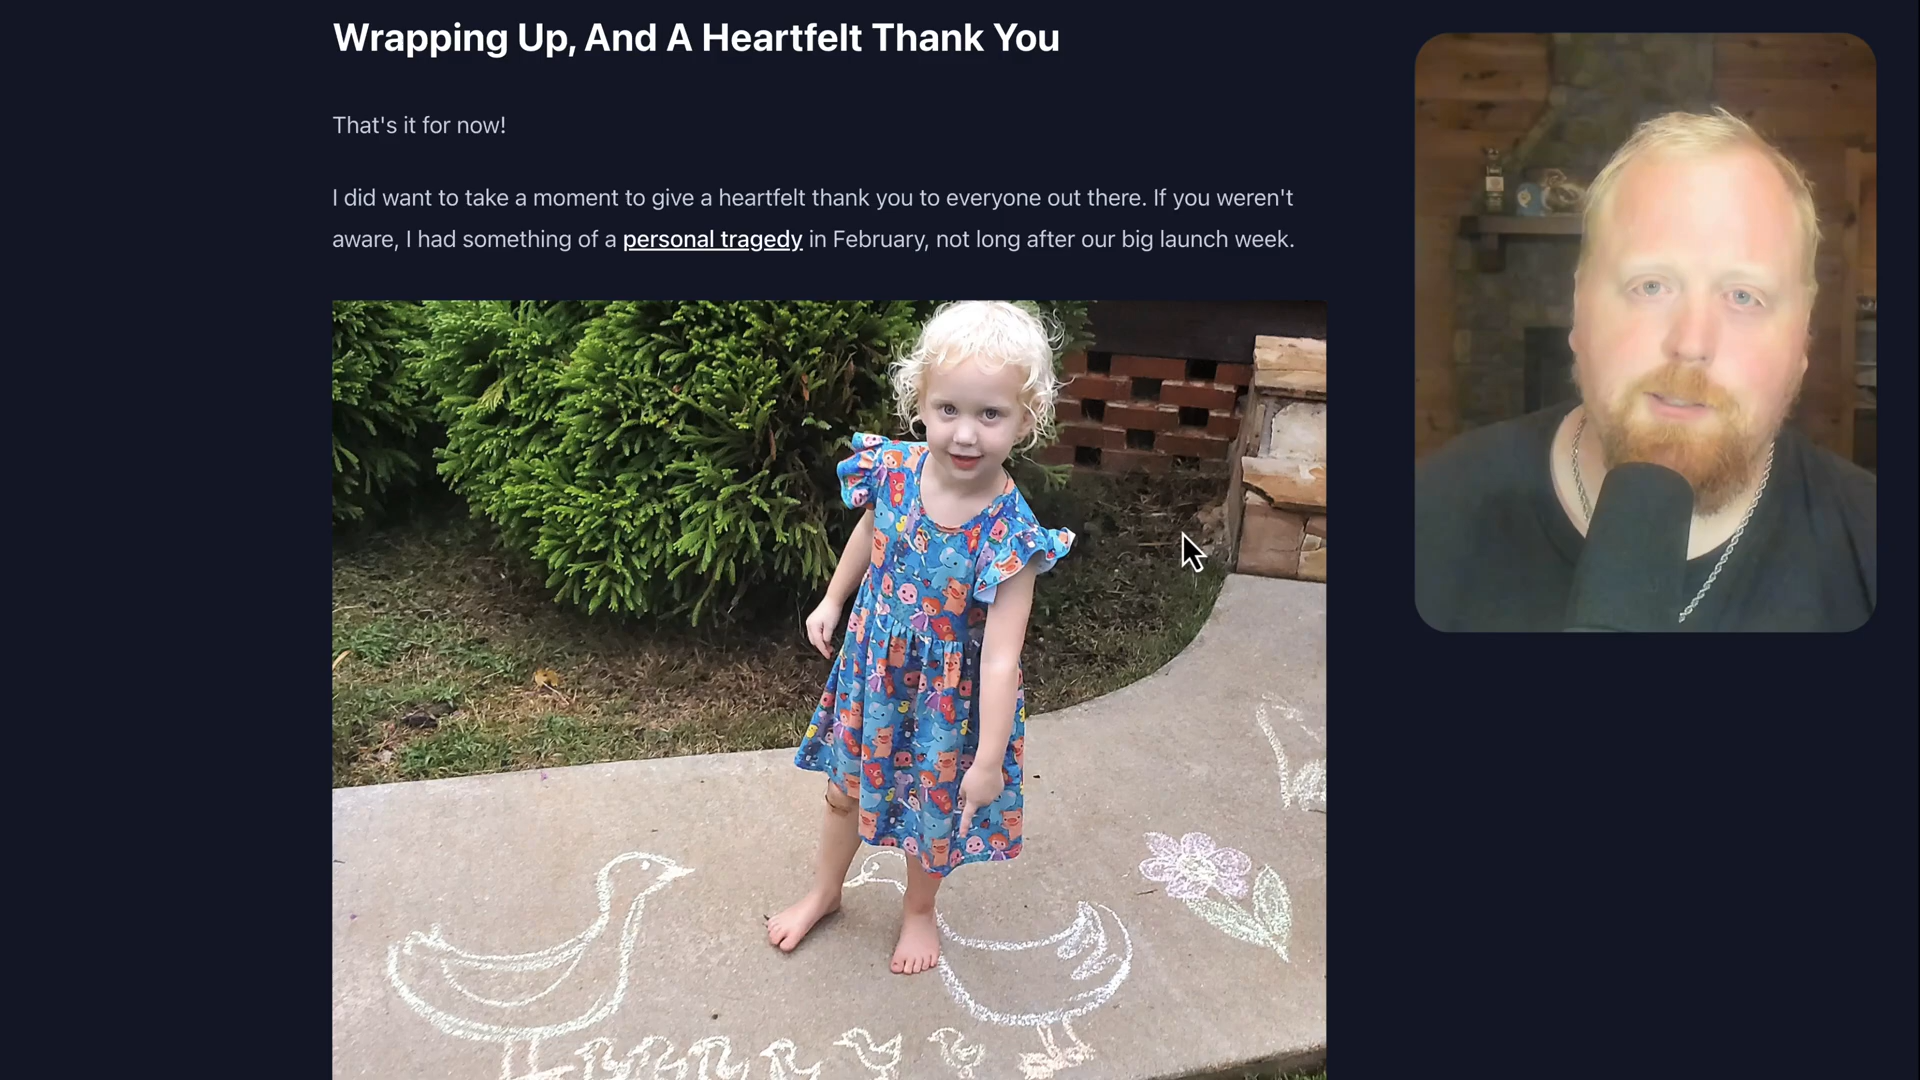 Wrapping Up, And A Heartfelt Thank You
That's it for now!
I did want to take a moment to give a heartfelt thank you to everyone out there. If you weren't
aware, I had something of a personal tragedy in February, not long after our big launch week.